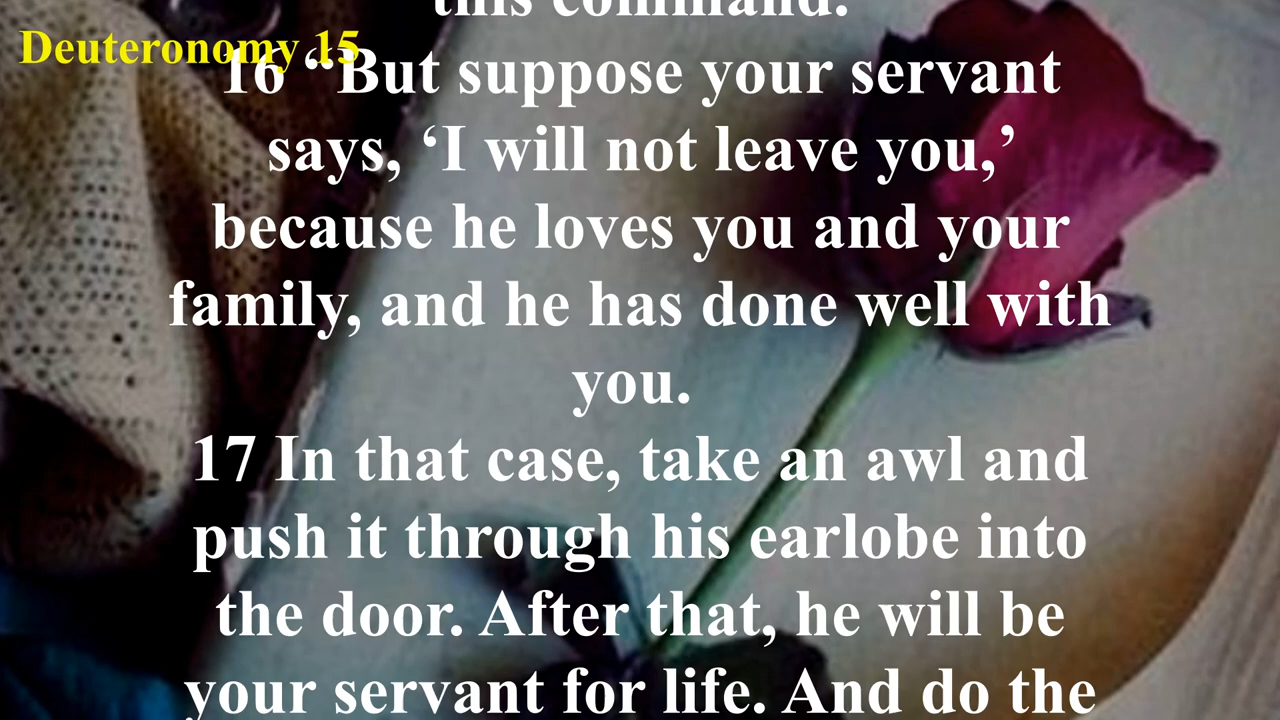 this command.
Deuteronomy 15
16 “But suppose your servant
says, ‘I will not leave you,’
because he loves you and your
family, and he has done well with
you.
17 In that case, take an awl and
push it through his earlobe into
the door. After that, he will be
your servant for life. And do the